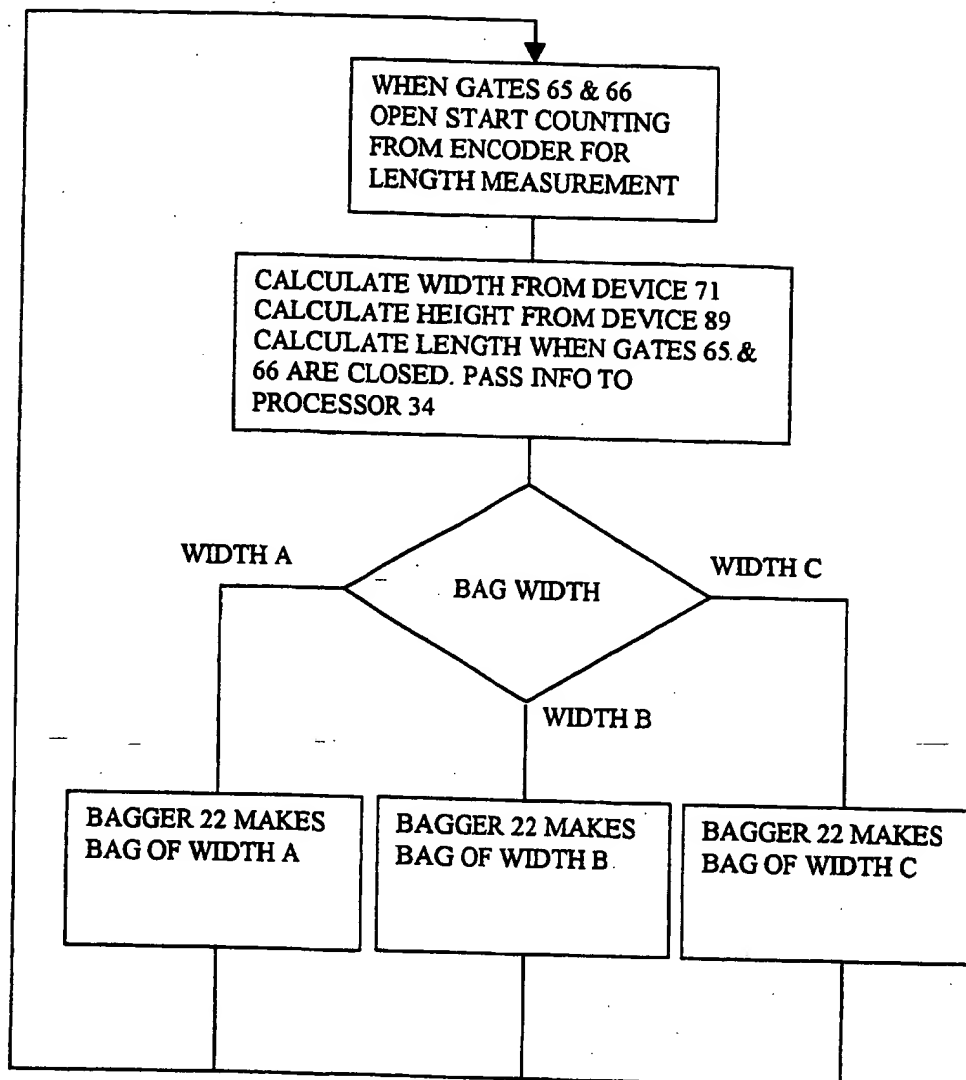 WHEN GATES 65 & 66
OPEN START COUNTING
FROM ENCODER FOR
LENGTH MEASUREMENT
CALCULATE WIDTH FROM DEVICE 71
CALCULATE HEIGHT FROM DEVICE 89
CALCULATE LENGTH WHEN GATES 65 &
66 ARE CLOSED. PASS INFO TO
PROCESSOR 34
WIDTH A
BAG WIDTH
WIDTH C
WIDTH B
BAGGER 22 MAKES
BAG OF WIDTH A
BAGGER 22 MAKES
BAG OF WIDTH B
BAGGER 22 MAKES
BAG OF WIDTH C